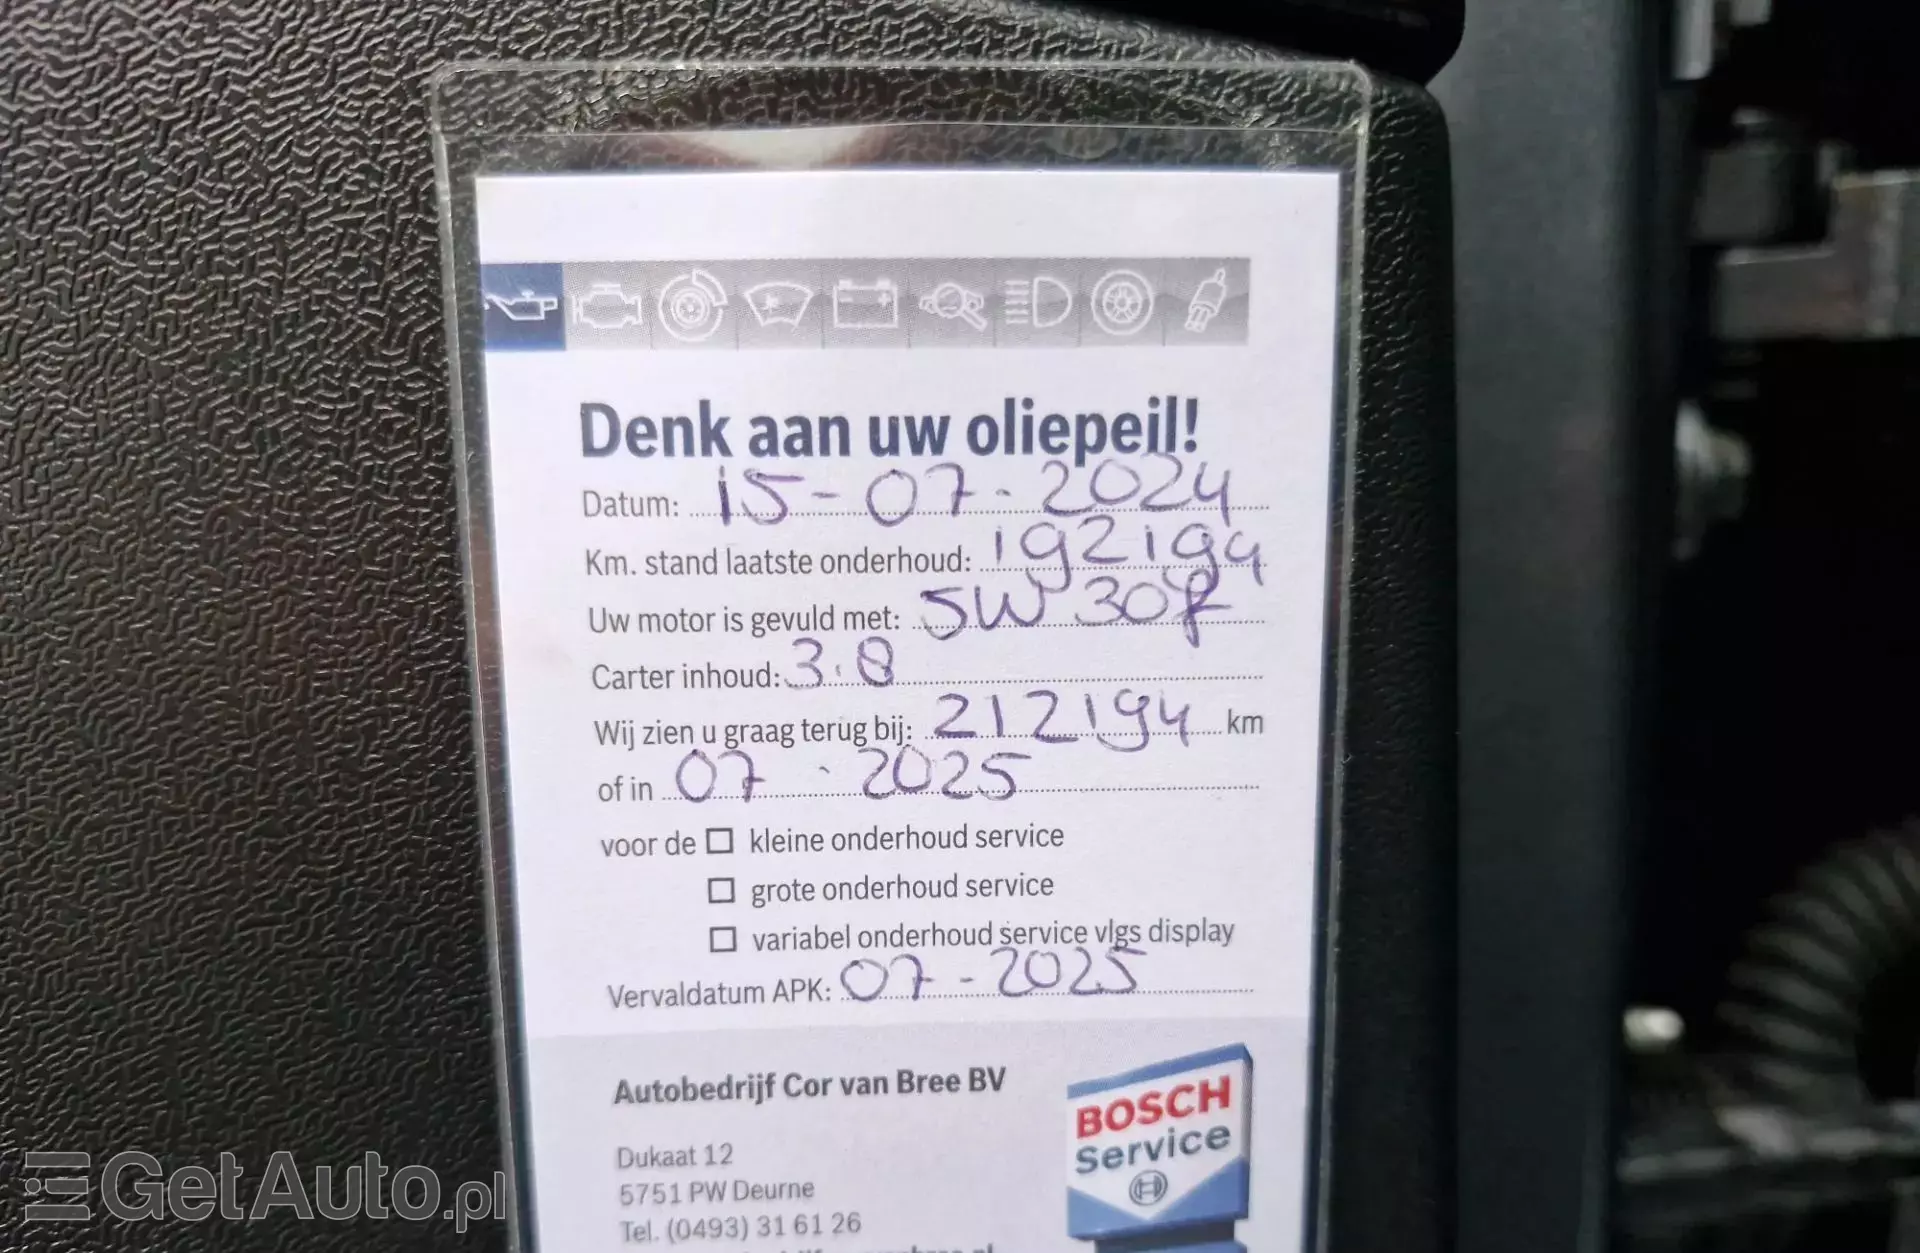 Denk aan uw oliepeil!
Datum: 15-07-2024
Km. stand laatste onderhoud: 192194
Uw motor is gevuld met: 5W30F
Carter inhoud: 3.8
Wij zien u graag terug bij: 212194 km
of in 07-2025
voor de kleine onderhoud service
grote onderhoud service
variabel onderhoud service vlgs display
Vervaldatum APK: 07-2025
Autobedrijf Cor van Bree BV
Dukaat 12
5751 PW Deurne
Tel. (0493) 31 61 26
BOSCH
Service
GetAuto.pl